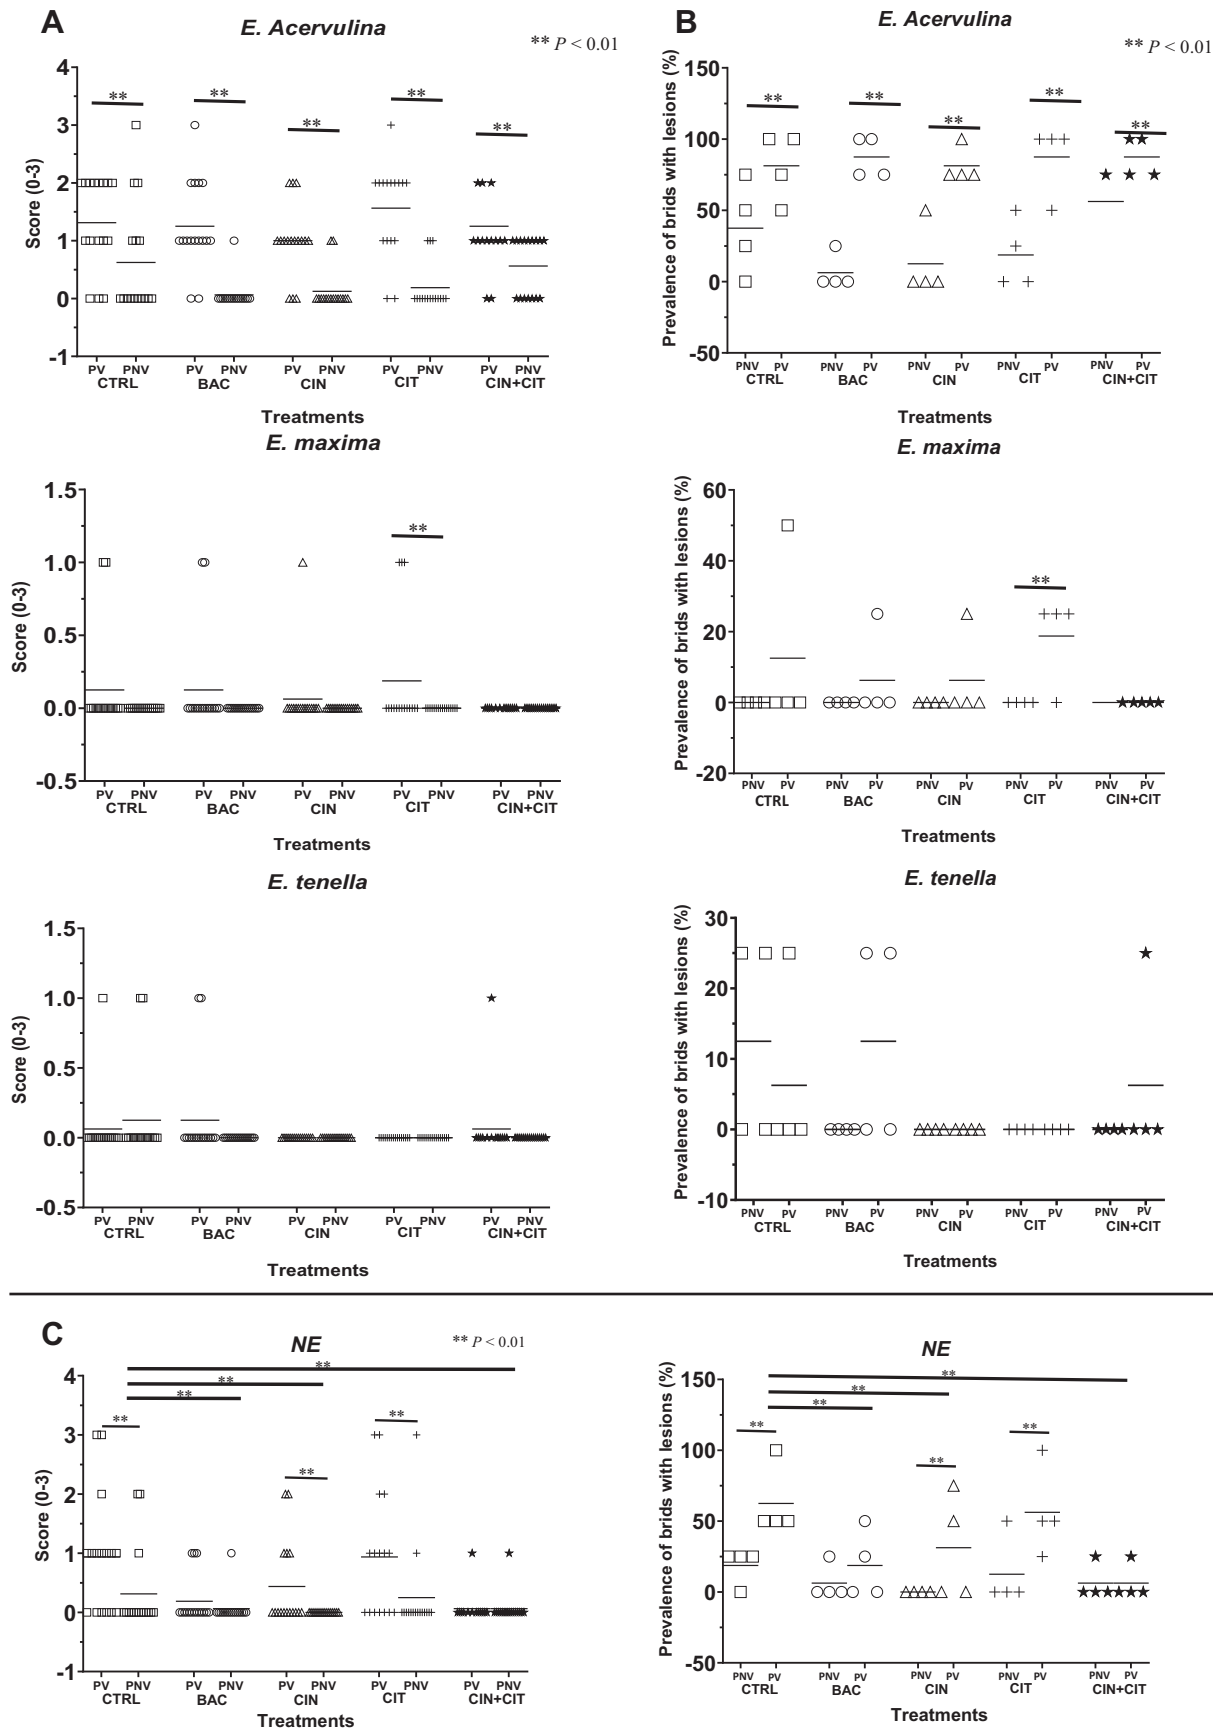 A
E. Acervulina
** P < 0.01
Score (0-3)
4
3
2
1
0
-1
** ** ** ** **
PV PNV PV PNV PV PNV PV PNV PV PNV
CTRL BAC CIN CIT CIN+CIT
Treatments
B
E. Acervulina
** P < 0.01
Prevalence of brids with lesions (%)
150
100
50
0
-50
** ** ** ** **
PNV PV PNV PV PNV PV PNV PV PNV PV
CTRL BAC CIN CIT CIN+CIT
Treatments
E. maxima
Score (0-3)
1.5
1.0
0.5
0.0
-0.5
**
PV PNV PV PNV PV PNV PV PNV PV PNV
CTRL BAC CIN CIT CIN+CIT
Treatments
E. maxima
Prevalence of brids with lesions (%)
60
40
20
0
-20
**
PNV PV PNV PV PNV PV PNV PV PNV PV
CTRL BAC CIN CIT CIN+CIT
Treatments
E. tenella
Score (0-3)
1.5
1.0
0.5
0.0
-0.5
PV PNV PV PNV PV PNV PV PNV PV PNV
CTRL BAC CIN CIT CIN+CIT
Treatments
E. tenella
Prevalence of brids with lesions (%)
30
20
10
0
-10
PNV PV PNV PV PNV PV PNV PV PNV PV
CTRL BAC CIN CIT CIN+CIT
Treatments
C
NE
** P < 0.01
Score (0-3)
4
3
2
1
0
-1
**
**
**
** ** **
PV PNV PV PNV PV PNV PV PNV PV PNV
CTRL BAC CIN CIT CIN+CIT
Treatments
NE
Prevalence of brids with lesions (%)
150
100
50
0
-50
**
**
**
** ** **
PNV PV PNV PV PNV PV PNV PV PNV PV
CTRL BAC CIN CIT CIN+CIT
Treatments